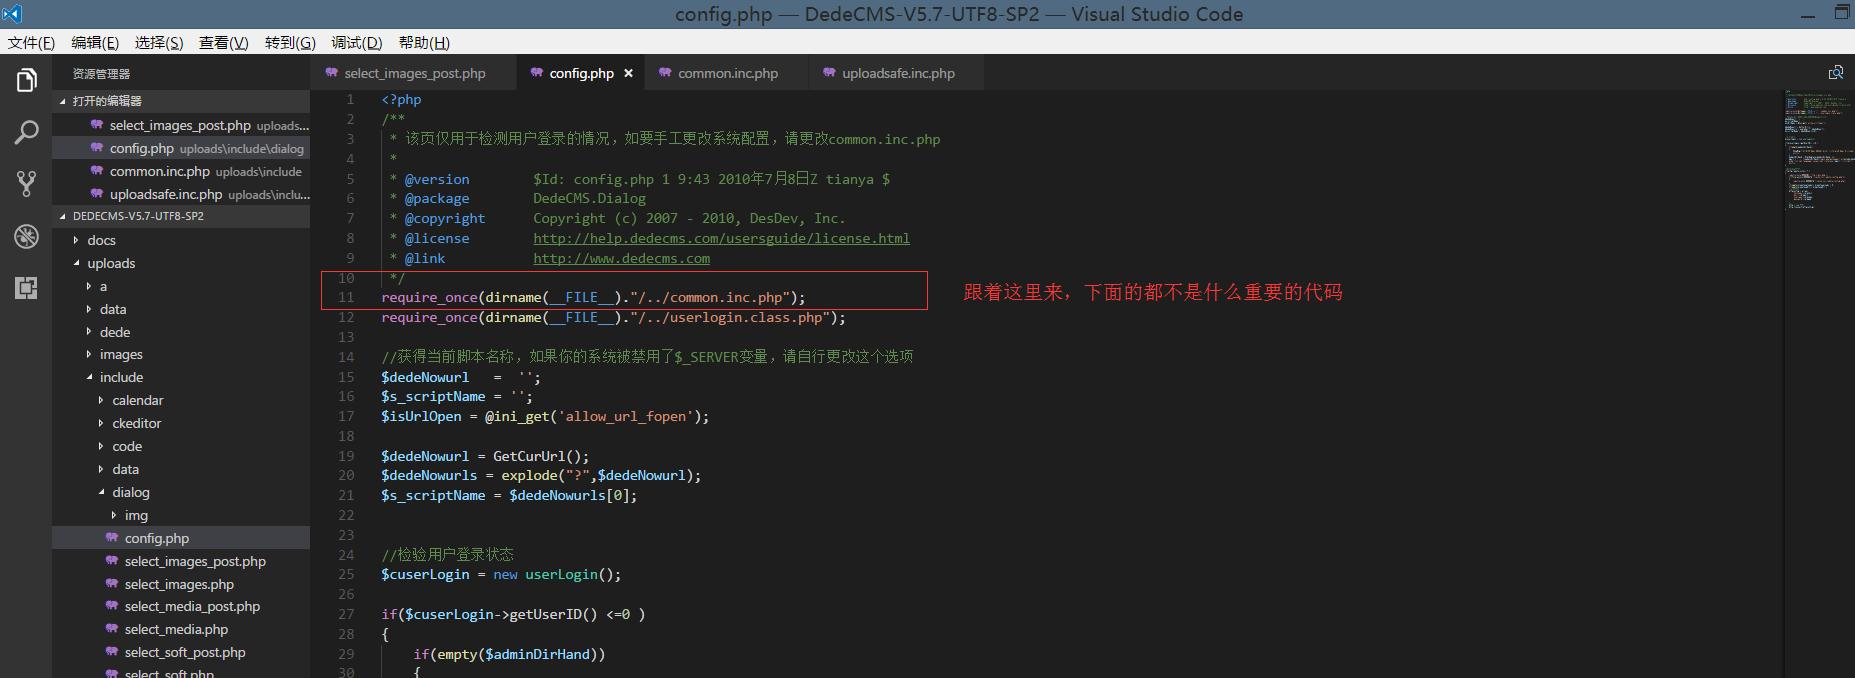 config.php — DedeCMS-V5.7-UTF8-SP2 — Visual Studio Code
文件(F) 编辑(E) 选择(S) 查看(V) 转到(G) 调试(D) 帮助(H)
资源管理器
打开的编辑器
select_images_post.php uploads...
config.php uploads\include\dialog
common.inc.php uploads\include
uploadsafe.inc.php uploads\inclu...
DEDECMS-V5.7-UTF8-SP2
docs
uploads
a
data
dede
images
include
calendar
ckeditor
code
data
dialog
img
config.php
select_images_post.php
select_images.php
select_media_post.php
select_media.php
select_soft_post.php
select_soft.php
select_images_post.php config.php × common.inc.php uploadsafe.inc.php
1 <?php
2 /**
3 * 该页仅用于检测用户登录的情况，如要手工更改系统配置，请更改common.inc.php
4 *
5 * @version $Id: config.php 1 9:43 2010年7月8日Z tianya $
6 * @package DedeCMS.Dialog
7 * @copyright Copyright (c) 2007 - 2010, DesDev, Inc.
8 * @license http://help.dedecms.com/usersguide/license.html
9 * @link http://www.dedecms.com
10 */
11 require_once(dirname(__FILE__)."/../common.inc.php");
12 require_once(dirname(__FILE__)."/../userlogin.class.php");
13
14 //获得当前脚本名称，如果你的系统被禁用了$_SERVER变量，请自行更改这个选项
15 $dedeNowurl = '';
16 $s_scriptName = '';
17 $isUrlOpen = @ini_get('allow_url_fopen');
18
19 $dedeNowurl = GetCurUrl();
20 $dedeNowurls = explode("?",$dedeNowurl);
21 $s_scriptName = $dedeNowurls[0];
22
23
24 //检验用户登录状态
25 $cuserLogin = new userLogin();
26
27 if($cuserLogin->getUserID() <=0 )
28 {
29 if(empty($adminDirHand))
30 {
跟着这里来，下面的都不是什么重要的代码